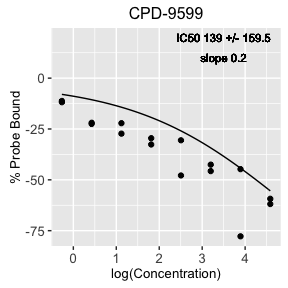 CPD-9599
IC50 139 +/- 159.5
slope 0.2
% Probe Bound
0
-25
-50
-75
0 1 2 3 4
log(Concentration)